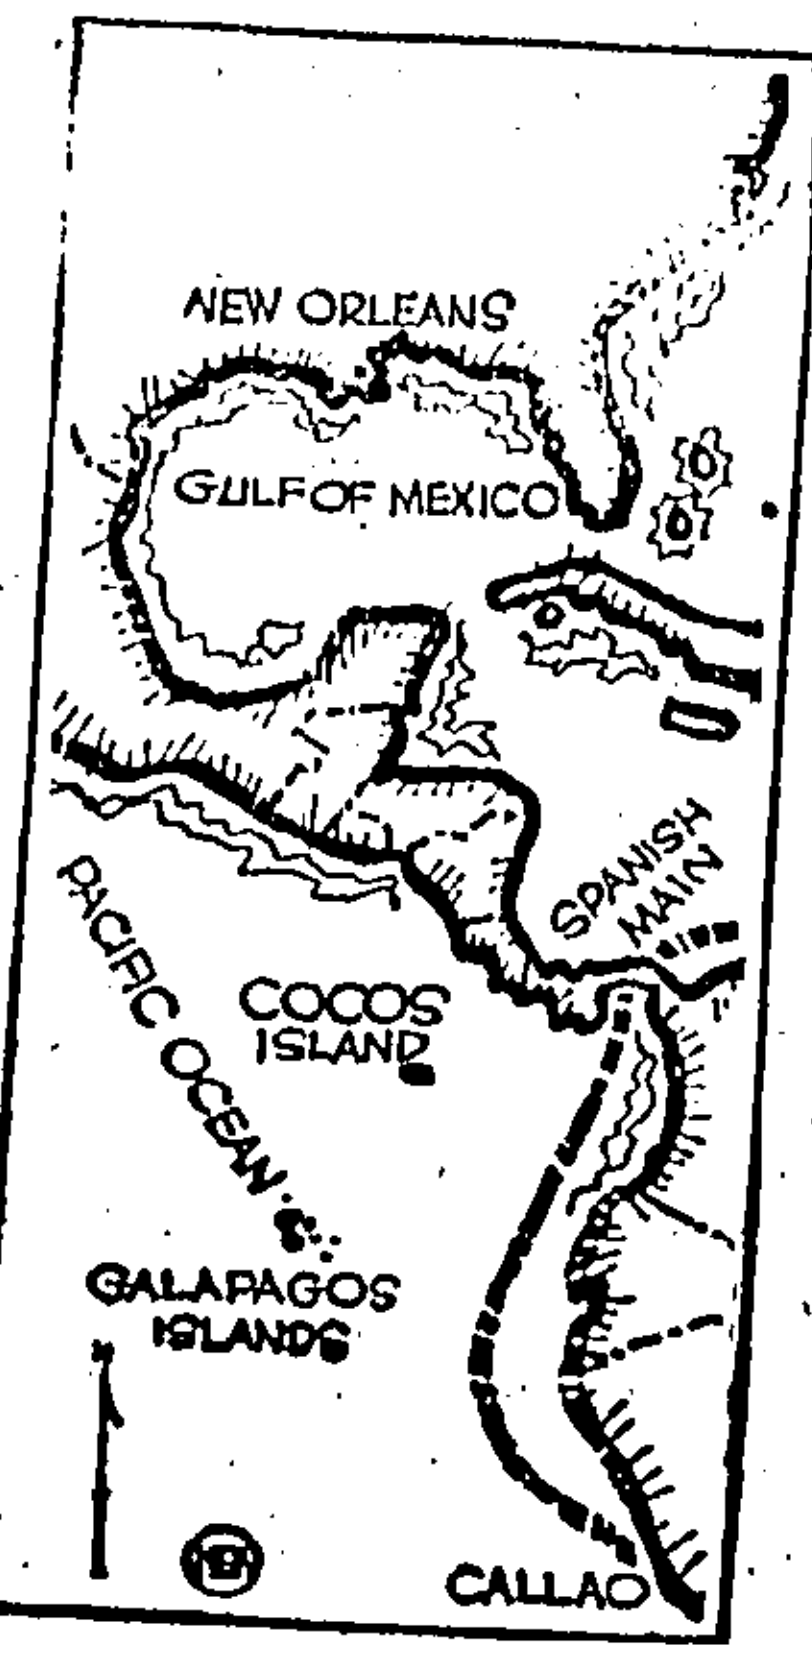 NEW ORLEANS
GULF OF MEXICO
SPANISH
MAIN
PACIFIC OCEAN
COCOS
ISLAND
GALAPAGOS
ISLANDS
CALLAO